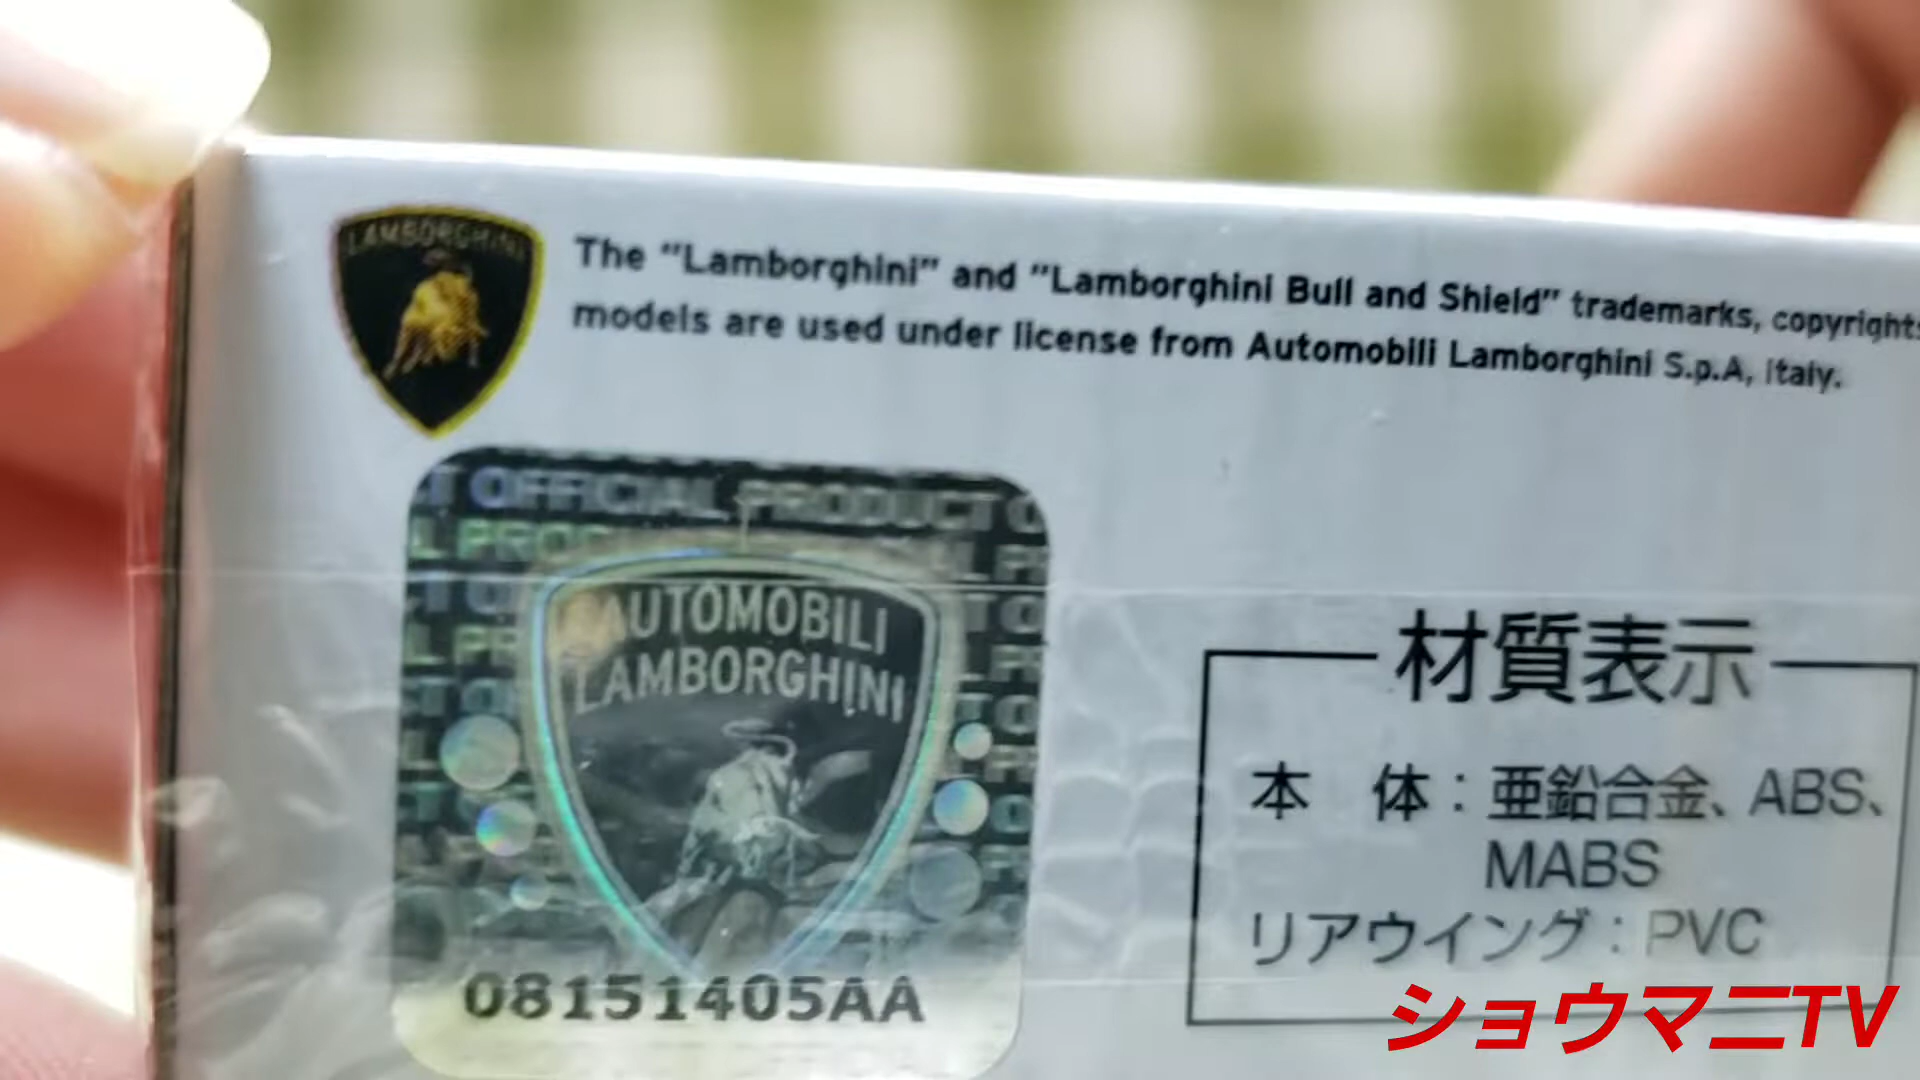 LAMBORGHINI
The "Lamborghini" and "Lamborghini Bull and Shield" trademarks, copyrights
models are used under license from Automobili Lamborghini S.p.A, Italy.
T OFFICIAL PRODUCT O
AUTOMOBILI
LAMBORGHINI
08151405AA
材質表示
本 体：亜鉛合金、ABS、
MABS
リアウイング：PVC
ショウマニTV